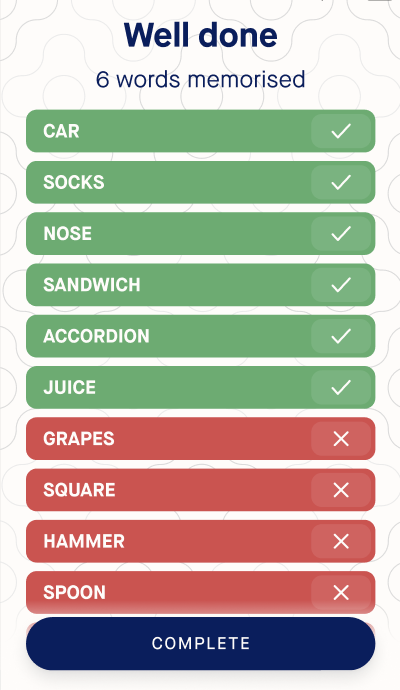 Well done
6 words memorised
CAR
SOCKS
NOSE
SANDWICH
ACCORDION
JUICE
GRAPES
SQUARE
HAMMER
SPOON
COMPLETE